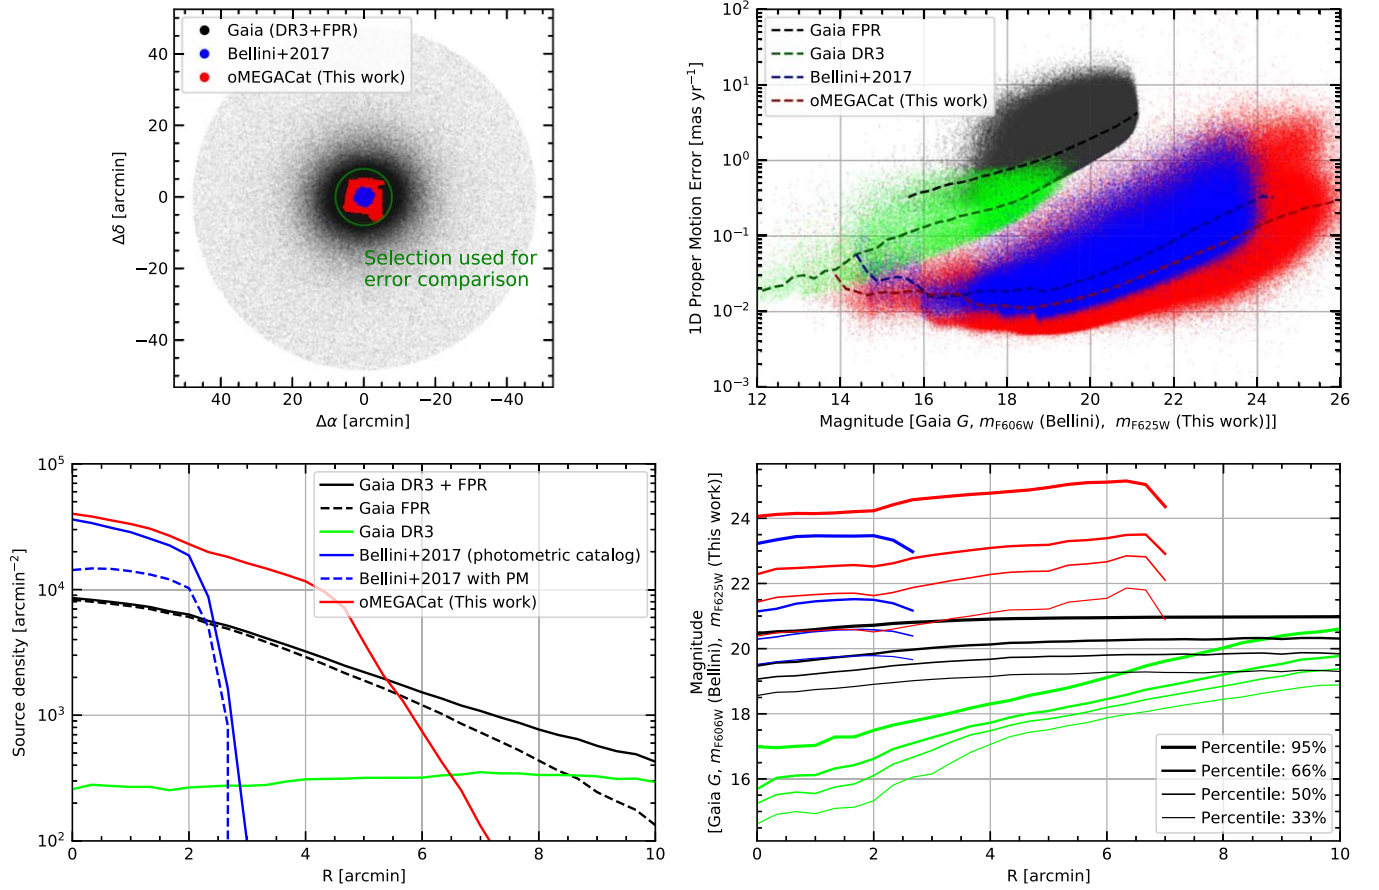 Gaia (DR3+FPR)
Bellini+2017
oMEGACat (This work)
Selection used for
error comparison
40
20
0
−20
−40
Δδ [arcmin]
40 20 0 −20 −40
Δα [arcmin]
Gaia FPR
Gaia DR3
Bellini+2017
oMEGACat (This work)
10²
10¹
10⁰
10⁻¹
10⁻²
10⁻³
1D Proper Motion Error [mas yr⁻¹]
12 14 16 18 20 22 24 26
Magnitude [Gaia G, mF606W (Bellini), mF625W (This work)]]
Gaia DR3 + FPR
Gaia FPR
Gaia DR3
Bellini+2017 (photometric catalog)
Bellini+2017 with PM
oMEGACat (This work)
10⁵
10⁴
10³
10²
Source density [arcmin⁻²]
0 2 4 6 8 10
R [arcmin]
24
22
20
18
16
Magnitude
[Gaia G, mF606W (Bellini), mF625W (This work)]
Percentile: 95%
Percentile: 66%
Percentile: 50%
Percentile: 33%
0 2 4 6 8 10
R [arcmin]